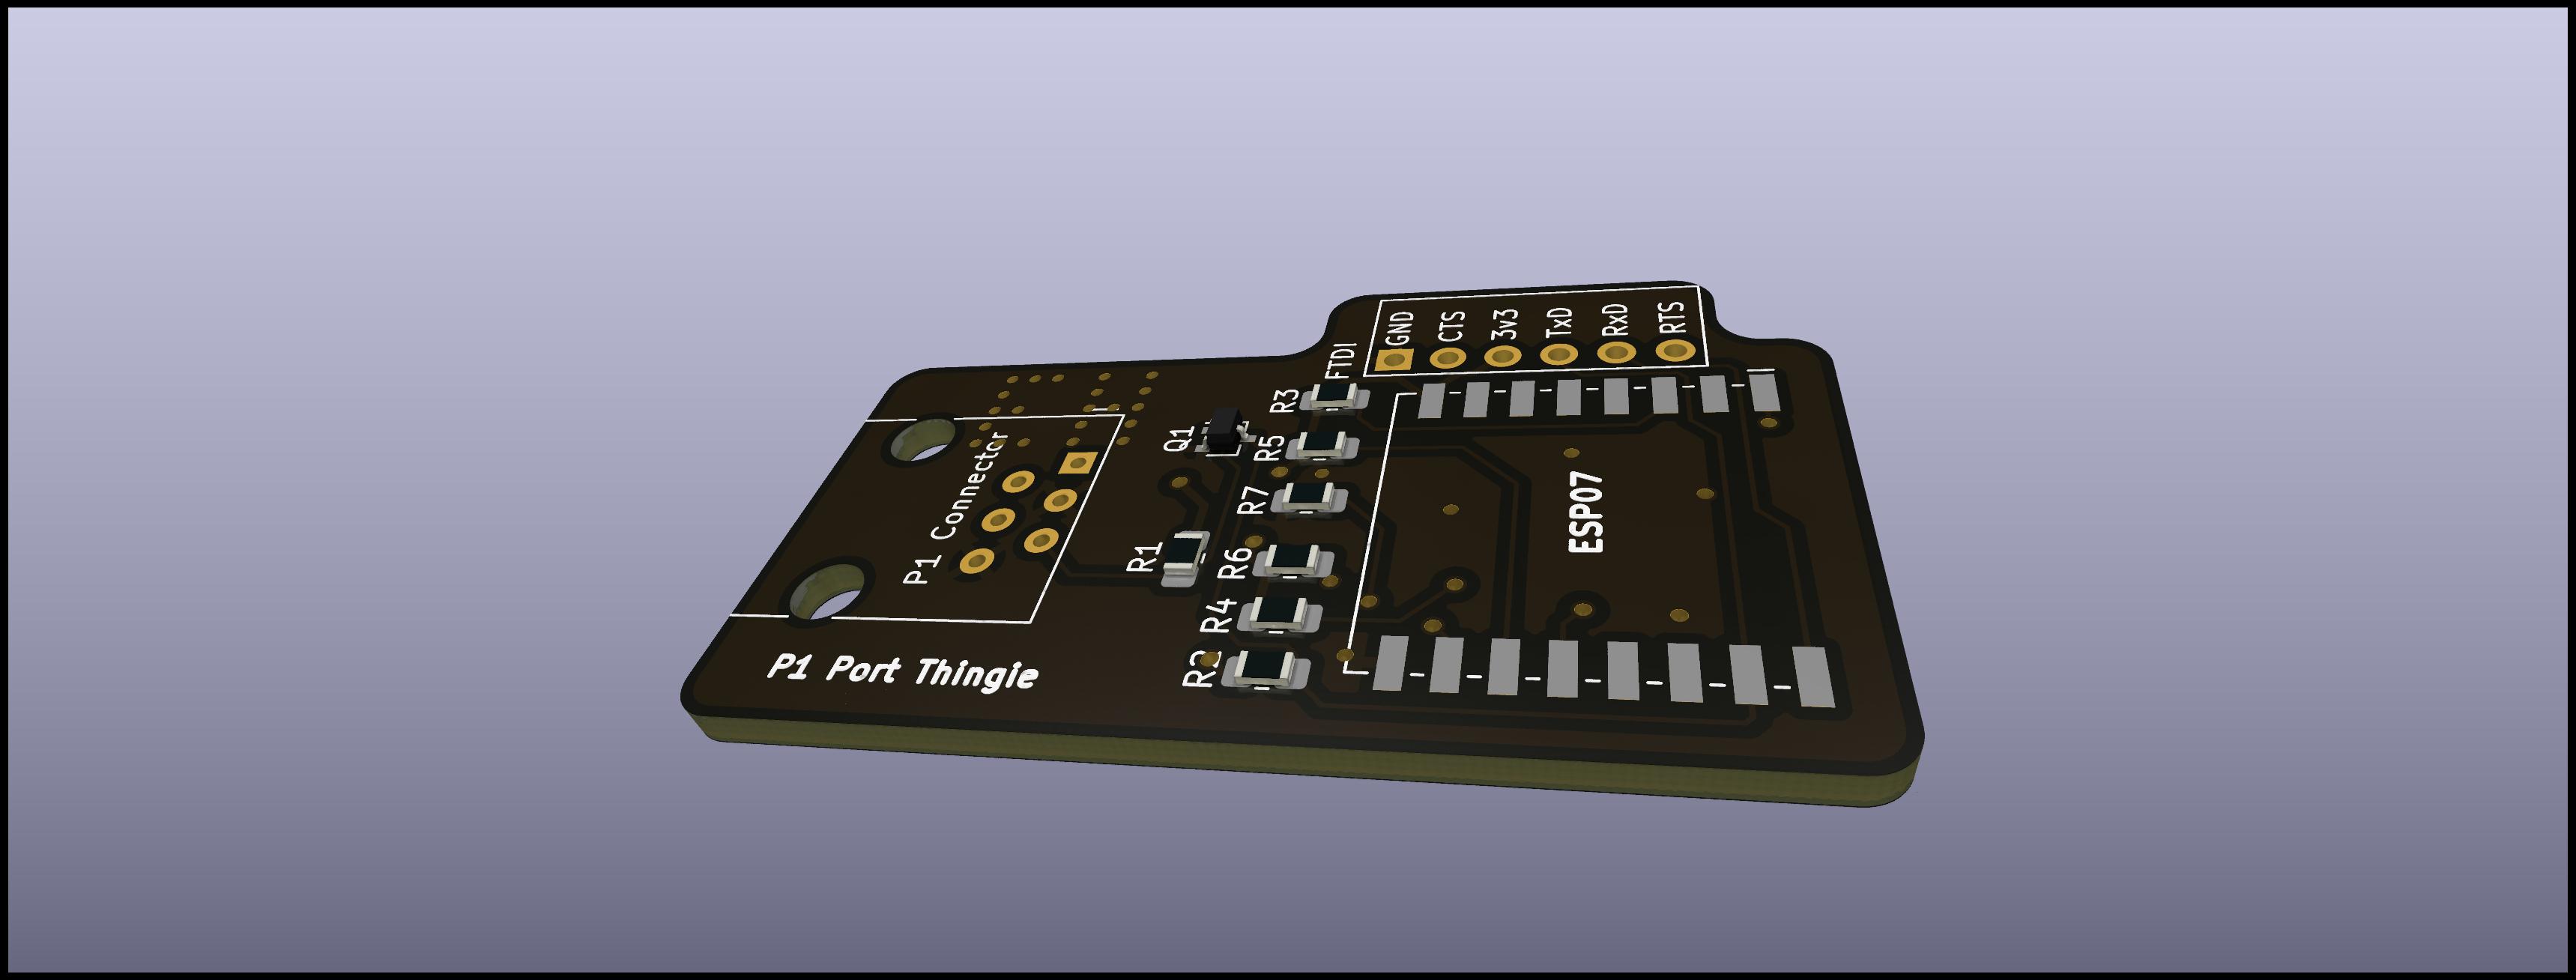 GND
CTS
3v3
TxD
RxD
RTS
FTDI
R3
Q1
R5
P1 Connector
R7
ESP07
R1
R6
R4
R2
P1 Port Thingie